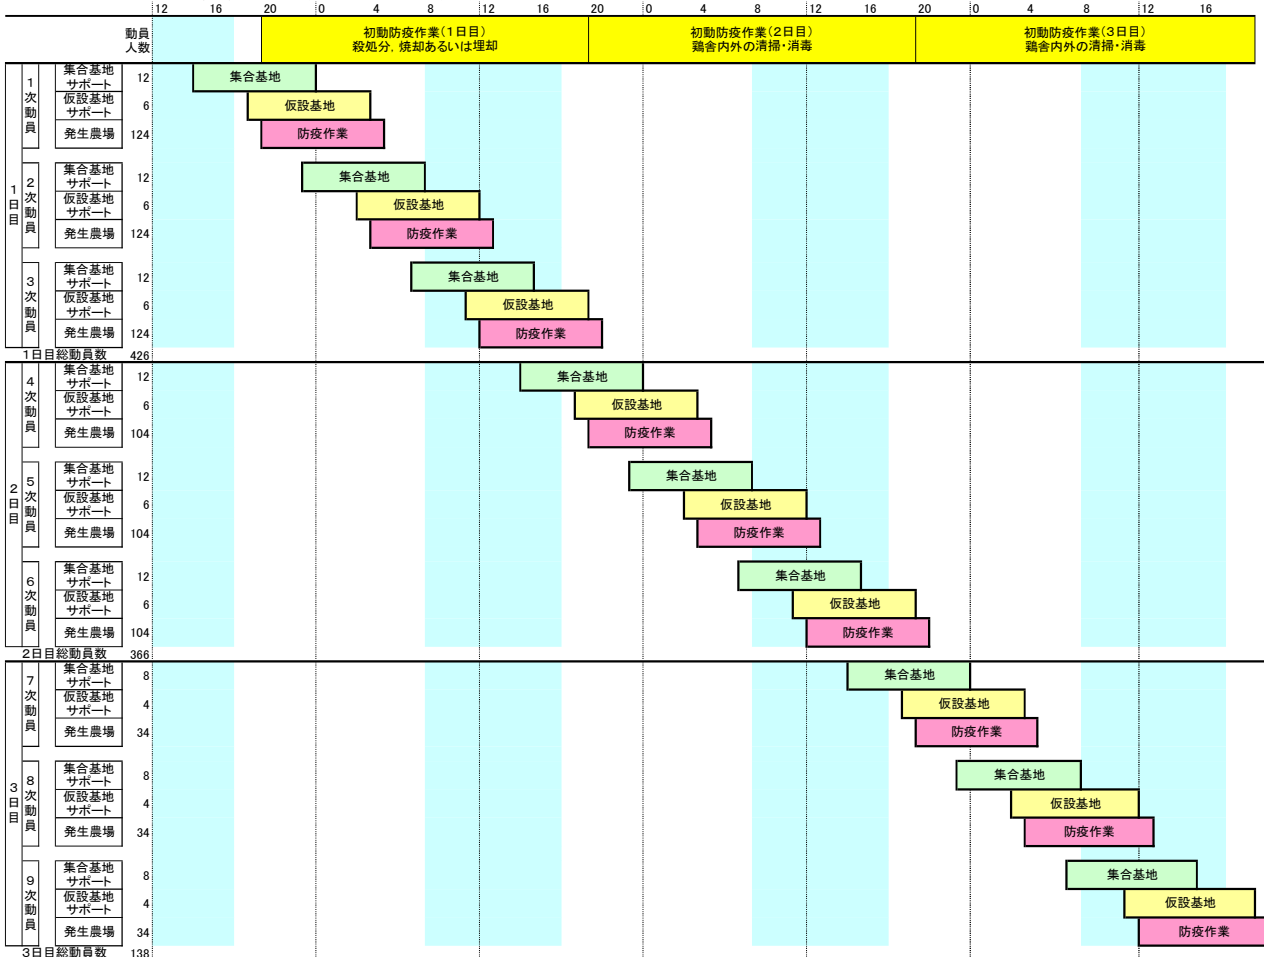 12 16 20 0 4 8 12 16 20 0 4 8 12 16 20 0 4 8 12 16
動員
人数
初動防疫作業(1日目)
殺処分，焼却あるいは埋却
初動防疫作業(2日目)
鶏舎内外の清掃・消毒
初動防疫作業(3日目)
鶏舎内外の清掃・消毒
1日目
1次動員
集合基地
サポート
12
集合基地
仮設基地
サポート
6
仮設基地
発生農場
124
防疫作業
2次動員
集合基地
サポート
12
集合基地
仮設基地
サポート
6
仮設基地
発生農場
124
防疫作業
3次動員
集合基地
サポート
12
集合基地
仮設基地
サポート
6
仮設基地
発生農場
124
防疫作業
1日目総動員数 426
2日目
4次動員
集合基地
サポート
12
集合基地
仮設基地
サポート
6
仮設基地
発生農場
104
防疫作業
5次動員
集合基地
サポート
12
集合基地
仮設基地
サポート
6
仮設基地
発生農場
104
防疫作業
6次動員
集合基地
サポート
12
集合基地
仮設基地
サポート
6
仮設基地
発生農場
104
防疫作業
2日目総動員数 366
3日目
7次動員
集合基地
サポート
8
集合基地
仮設基地
サポート
4
仮設基地
発生農場
34
防疫作業
8次動員
集合基地
サポート
8
集合基地
仮設基地
サポート
4
仮設基地
発生農場
34
防疫作業
9次動員
集合基地
サポート
8
集合基地
仮設基地
サポート
4
仮設基地
発生農場
34
防疫作業
3日目総動員数 138